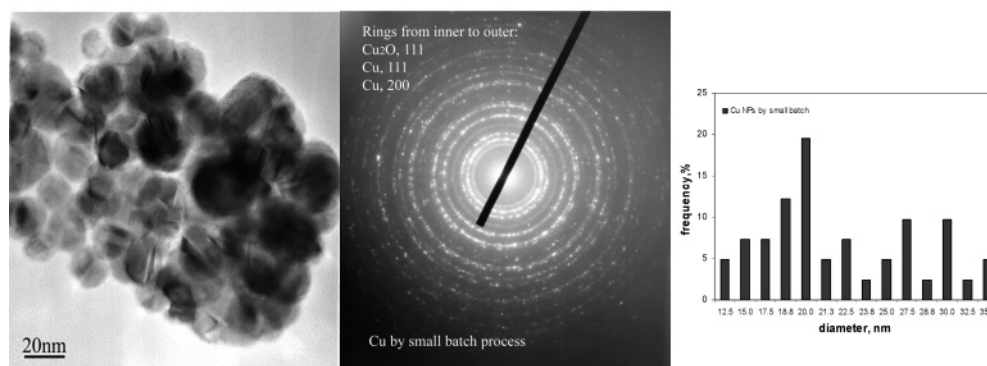 20nm
Rings from inner to outer:
Cu2O, 111
Cu, 111
Cu, 200
Cu by small batch process
Cu NPs by small batch
frequency,%
25
20
15
10
5
0
12.5 15.0 17.5 18.8 20.0 21.3 22.5 23.8 25.0 27.5 28.8 30.0 32.5 35
diameter, nm